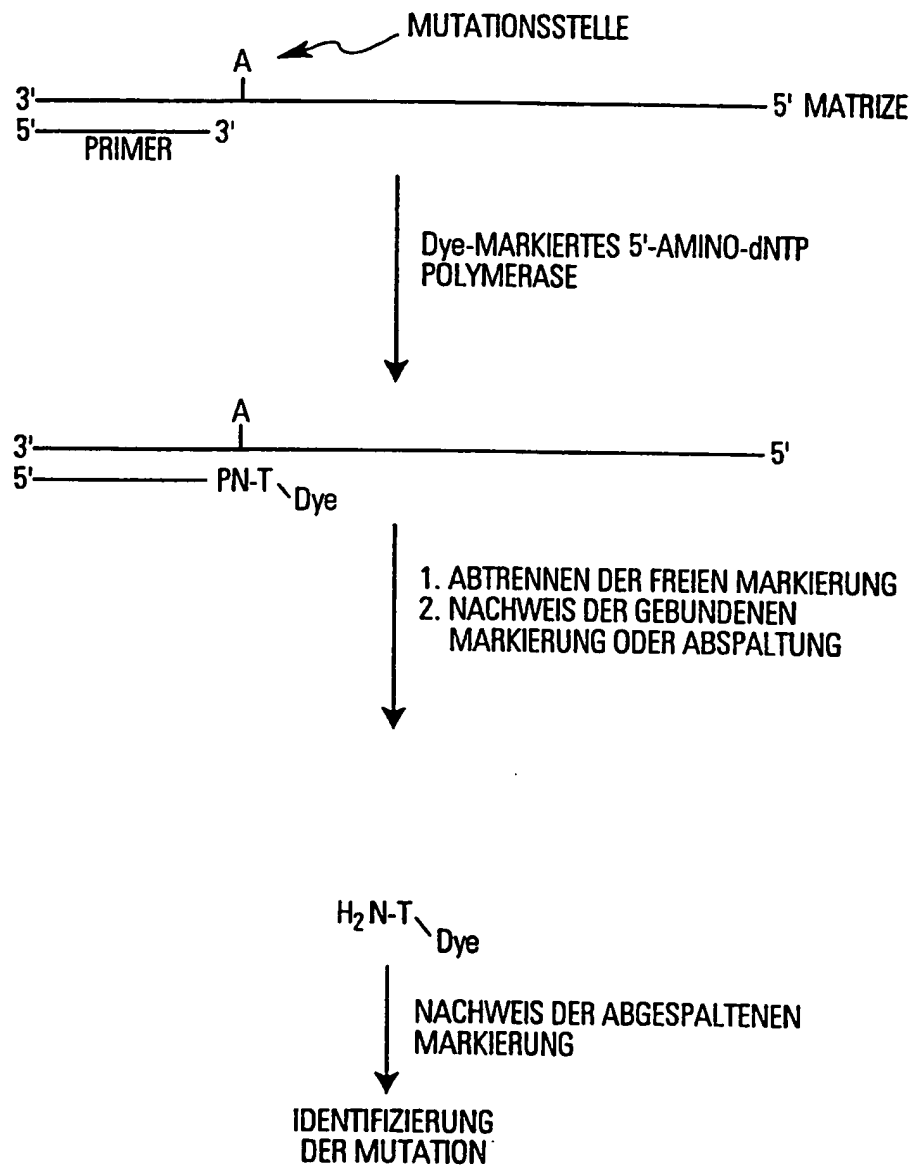 MUTATIONSSTELLE
A
3' 5' MATRIZE
5' 3'
PRIMER
Dye-MARKIERTES 5'-AMINO-dNTP
POLYMERASE
A
3' 5'
5' PN-T
Dye
1. ABTRENNEN DER FREIEN MARKIERUNG
2. NACHWEIS DER GEBUNDENEN
MARKIERUNG ODER ABSPALTUNG
H₂N-T
Dye
NACHWEIS DER ABGESPALTENEN
MARKIERUNG
IDENTIFIZIERUNG
DER MUTATION